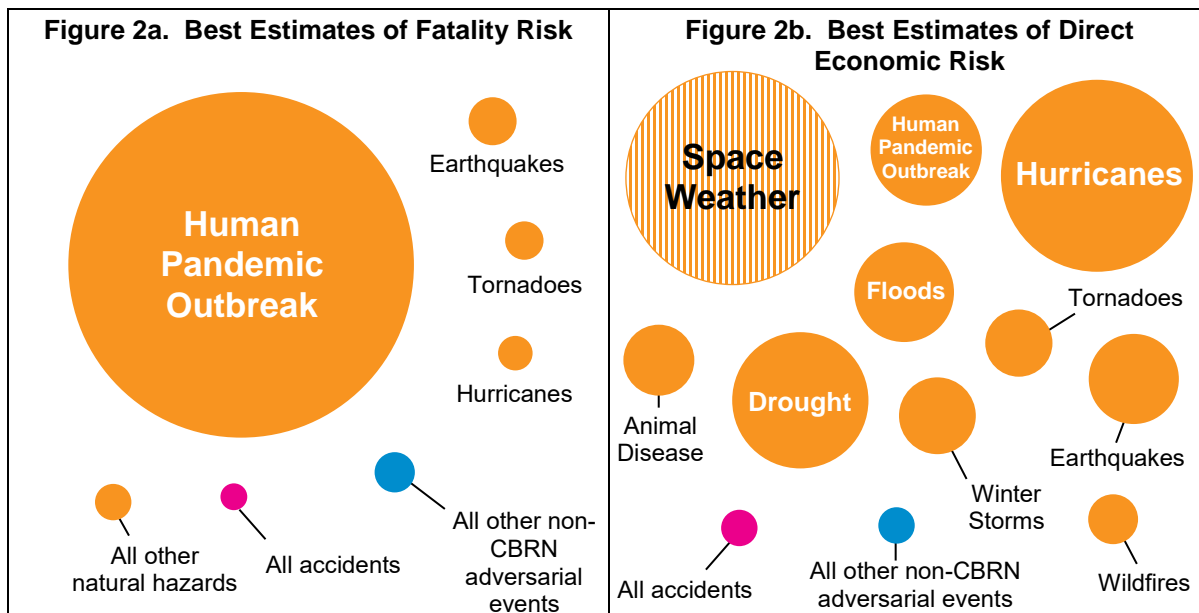 Figure 2a.  Best Estimates of Fatality Risk
Human
Pandemic
Outbreak
Earthquakes
Tornadoes
Hurricanes
All other
natural hazards
All accidents
All other non-
CBRN
adversarial
events
Figure 2b.  Best Estimates of Direct
Economic Risk
Space
Weather
Human
Pandemic
Outbreak
Hurricanes
Floods
Tornadoes
Animal
Disease
Drought
Winter
Storms
Earthquakes
All accidents
All other non-CBRN
adversarial events
Wildfires